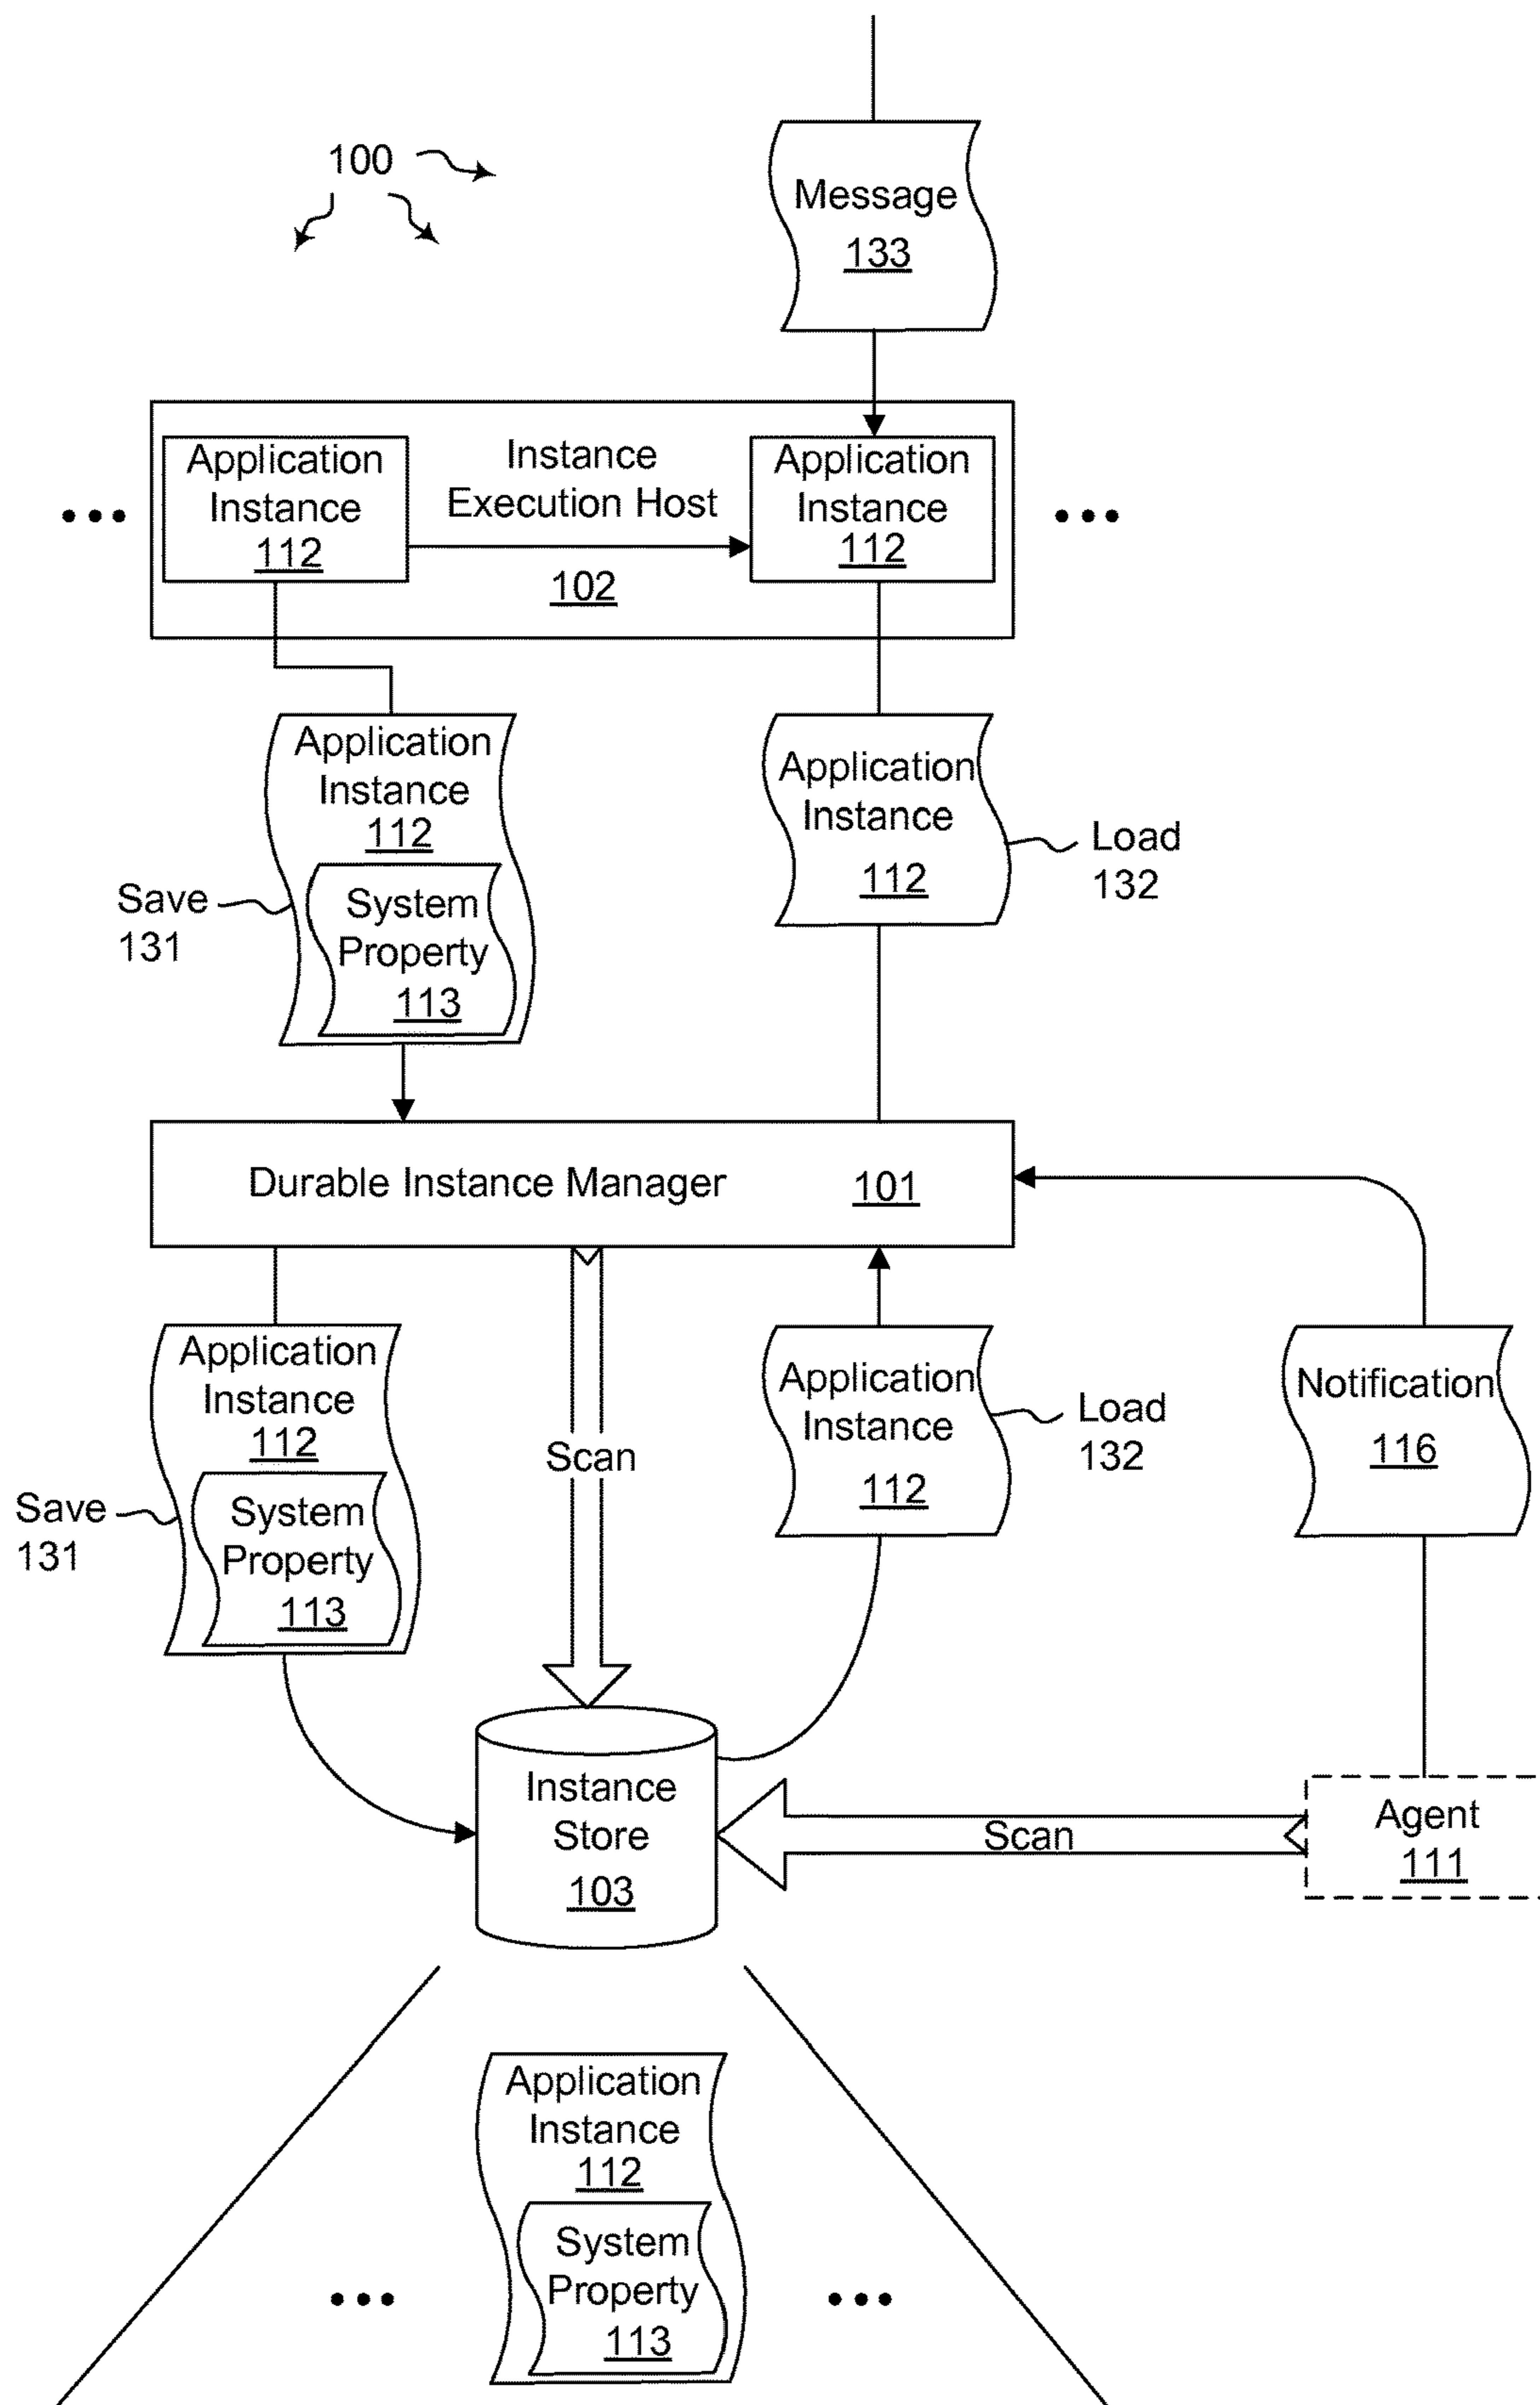 100
Message
133
Application
Instance
112
Instance
Execution Host
102
Application
Instance
112
Application
Instance
112
System
Property
113
Save
131
Application
Instance
112
Load
132
Durable Instance Manager 101
Application
Instance
112
System
Property
113
Save
131
Scan
Application
Instance
112
Load
132
Notification
116
Instance
Store
103
Scan
Agent
111
Application
Instance
112
System
Property
113